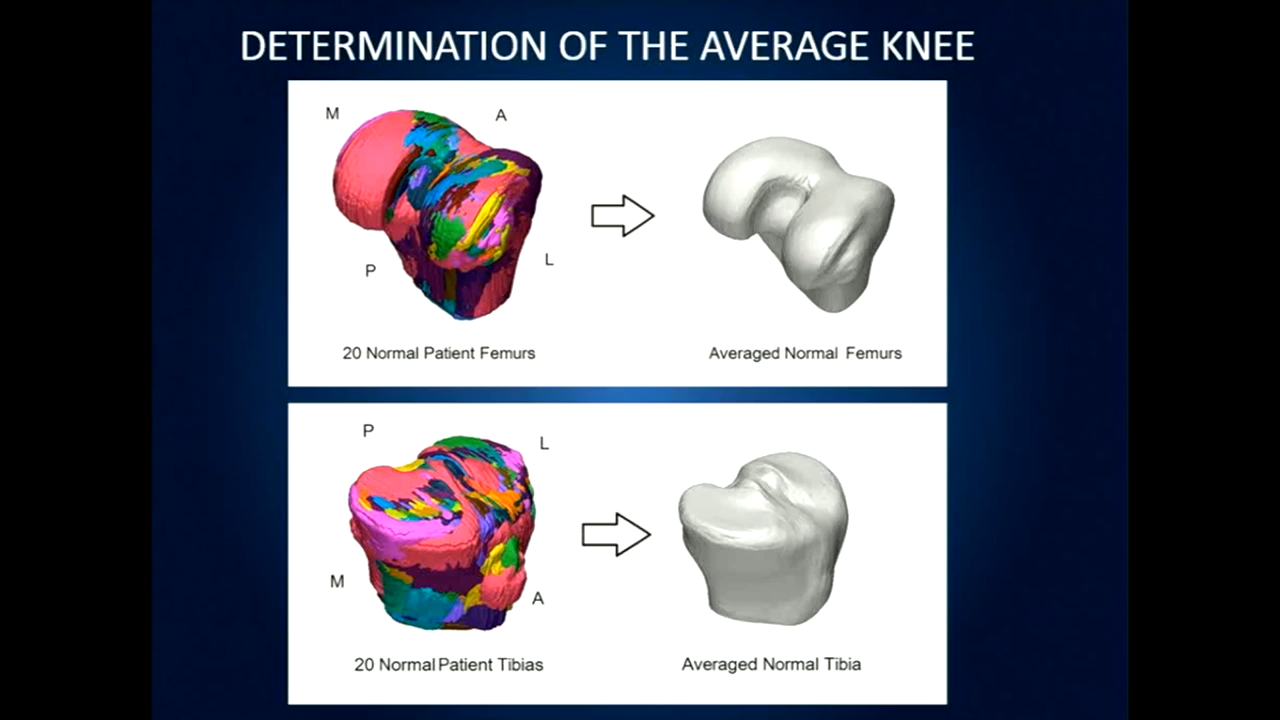 DETERMINATION OF THE AVERAGE KNEE
M
A
P
L
20 Normal Patient Femurs
Averaged Normal Femurs
P
L
M
A
20 Normal Patient Tibias
Averaged Normal Tibia